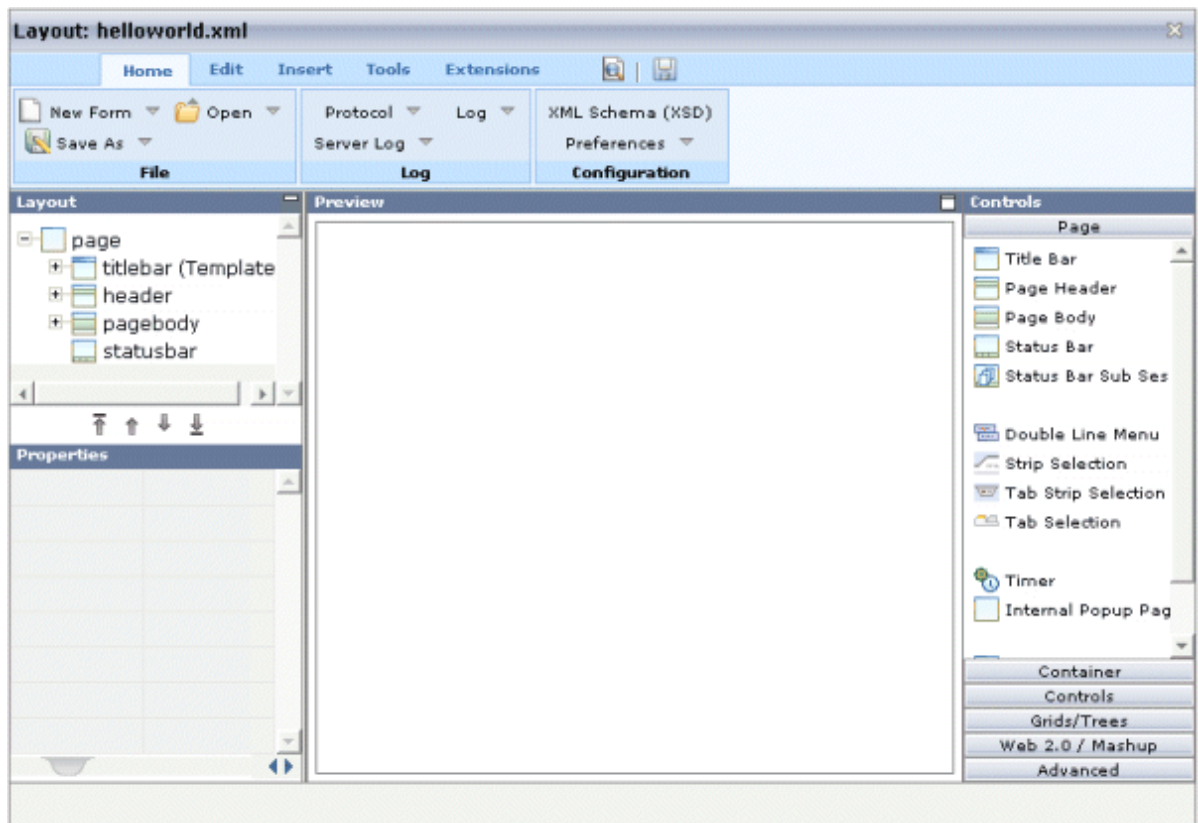 Layout: helloworld.xml
Home Edit Insert Tools Extensions
New Form Open
Save As
File
Protocol Log
Server Log
Log
XML Schema (XSD)
Preferences
Configuration
Layout
page
titlebar (Template
header
pagebody
statusbar
Properties
Preview
Controls
Page
Title Bar
Page Header
Page Body
Status Bar
Status Bar Sub Ses
Double Line Menu
Strip Selection
Tab Strip Selection
Tab Selection
Timer
Internal Popup Pag
Container
Controls
Grids/Trees
Web 2.0 / Mashup
Advanced